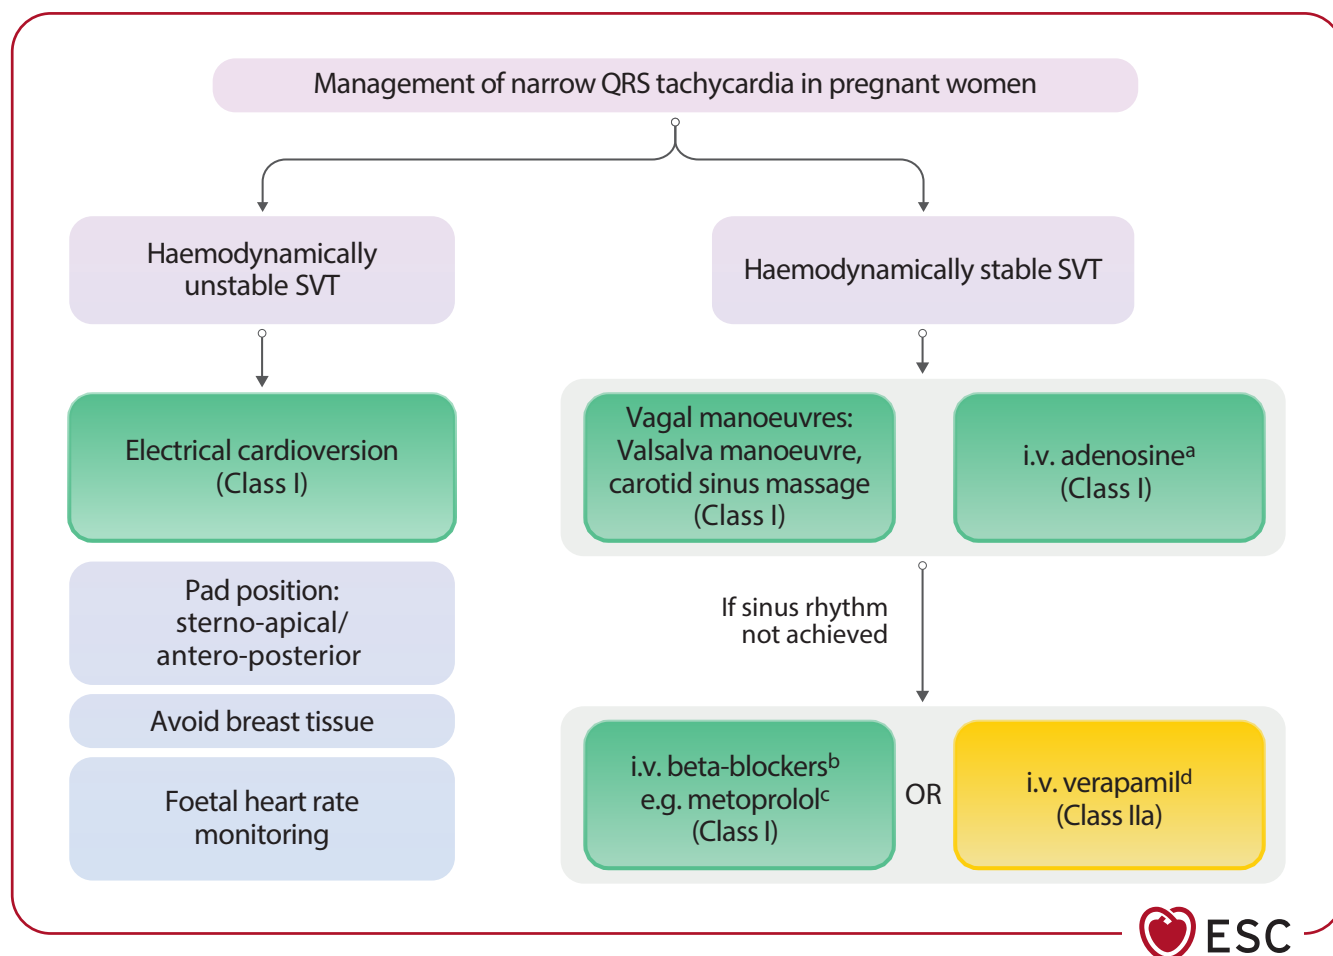 Management of narrow QRS tachycardia in pregnant women
Haemodynamically
unstable SVT
Haemodynamically stable SVT
Electrical cardioversion
(Class I)
Vagal manoeuvres:
Valsalva manoeuvre,
carotid sinus massage
(Class I)
i.v. adenosineᵃ
(Class I)
Pad position:
sterno-apical/
antero-posterior
Avoid breast tissue
Foetal heart rate
monitoring
If sinus rhythm
not achieved
i.v. beta-blockersᵇ
e.g. metoprololᶜ
(Class I)
OR
i.v. verapamilᵈ
(Class IIa)
ESC